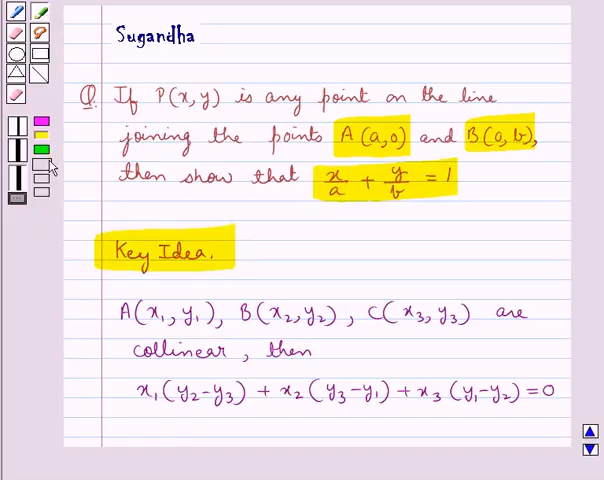 Sugandha
Q. If P(x,y) is any point on the line
joining the points A(a,0) and B(0,b),
then show that x/a + y/b = 1
Key Idea.
A(x₁,y₁), B(x₂,y₂), C(x₃,y₃) are
collinear, then
x₁(y₂-y₃) + x₂(y₃-y₁) + x₃(y₁-y₂) = 0